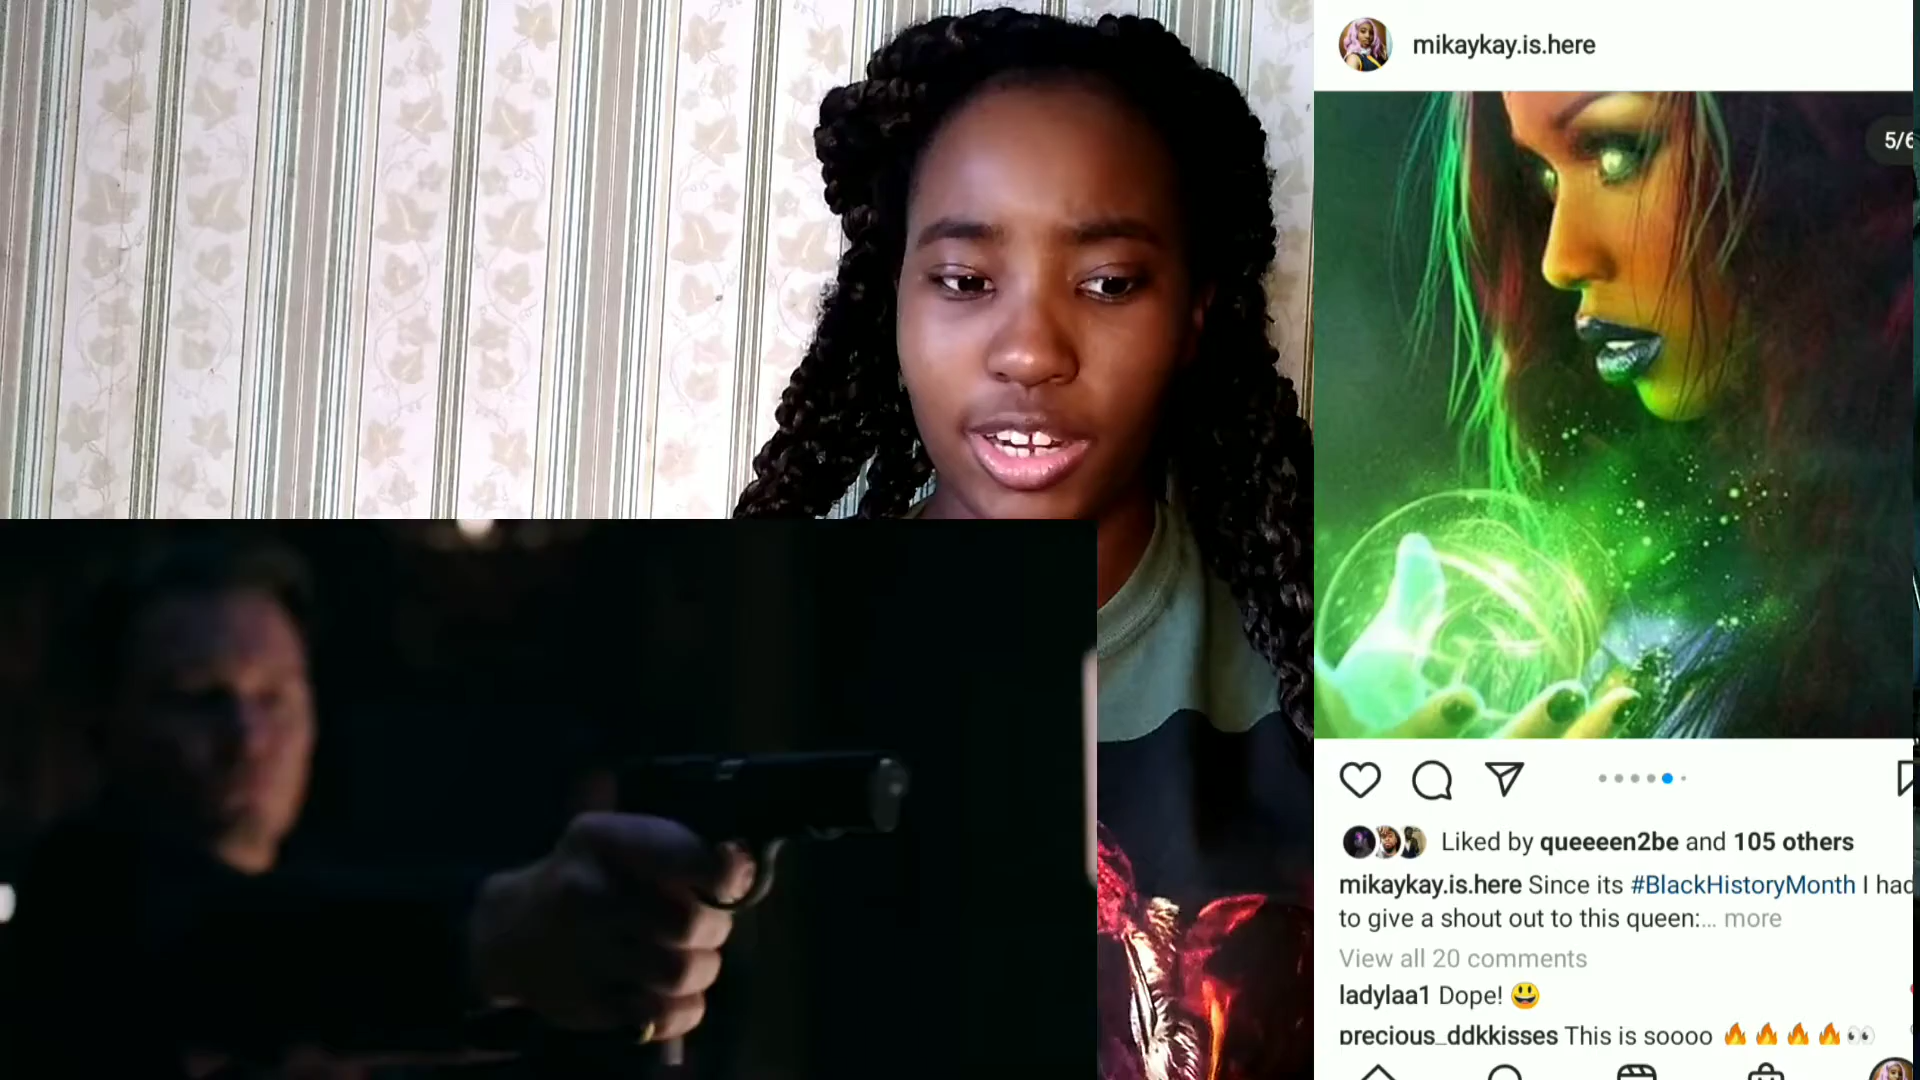 mikaykay.is.here
5/6
Liked by queeeen2be and 105 others
mikaykay.is.here Since its #BlackHistoryMonth I had
to give a shout out to this queen:... more
View all 20 comments
ladylaa1 Dope! 😃
precious_ddkkisses This is soooo 🔥🔥🔥🔥👀